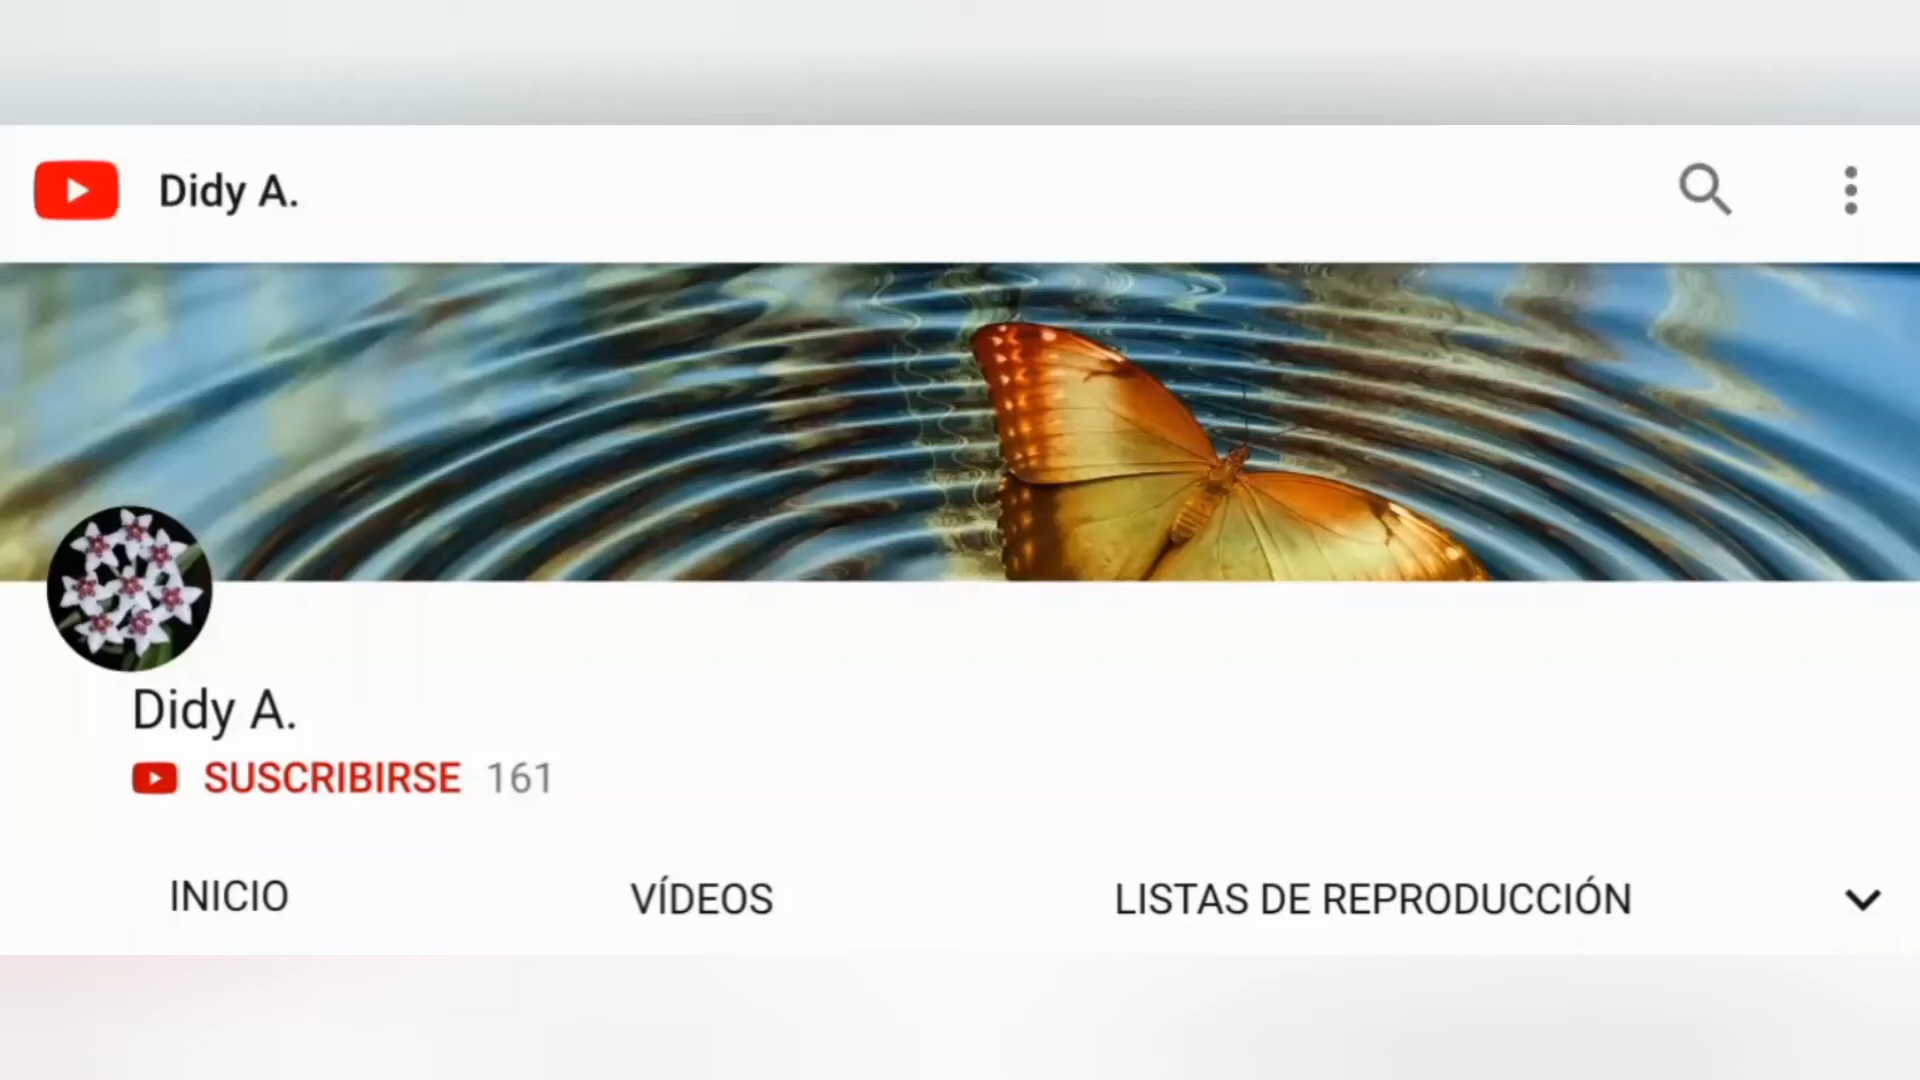 Didy A.
Didy A.
SUSCRIBIRSE 161
INICIO VÍDEOS LISTAS DE REPRODUCCIÓN